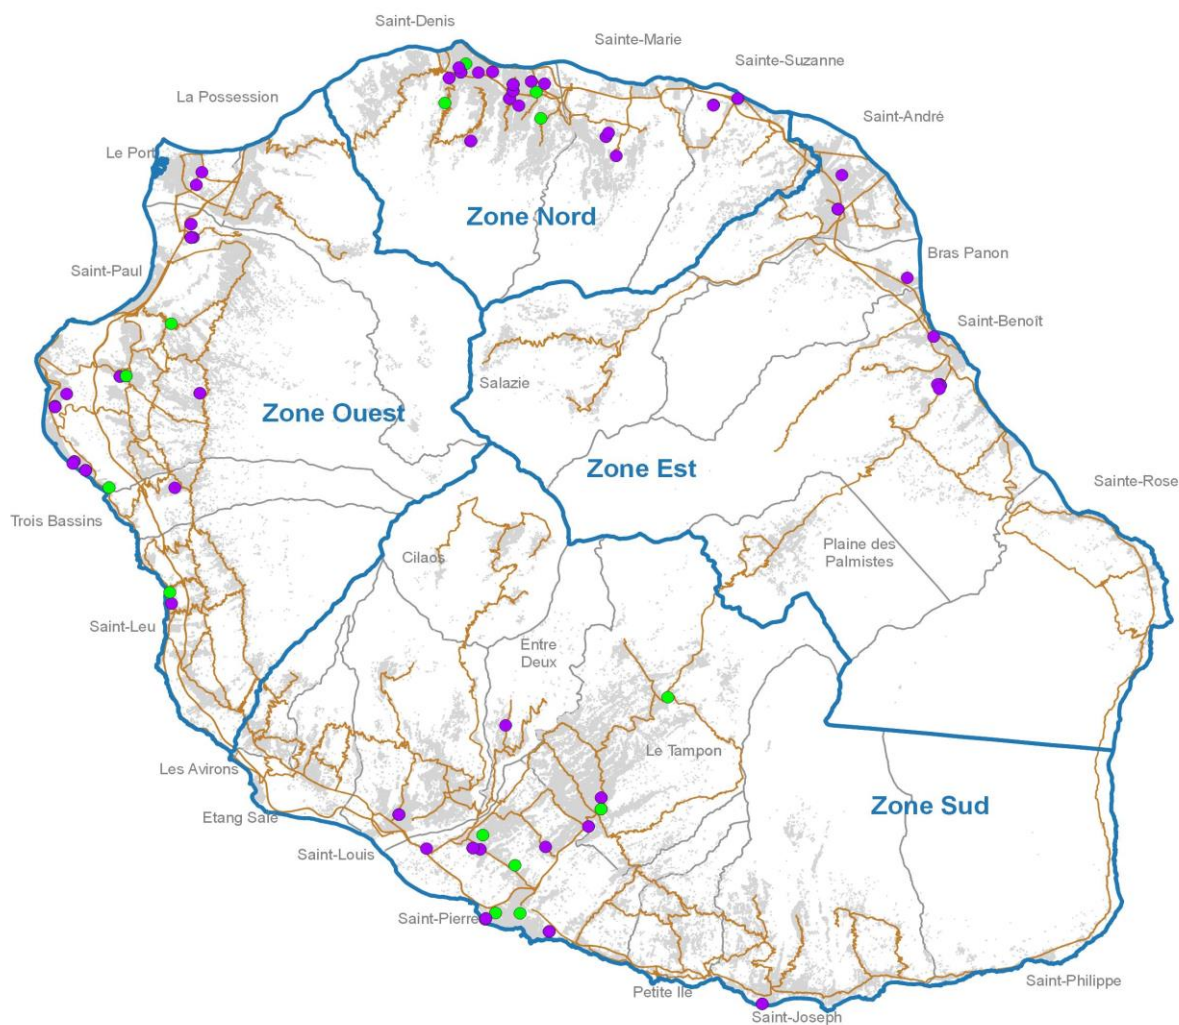 Saint-Denis
Sainte-Marie
Sainte-Suzanne
La Possession
Saint-André
Le Port
Zone Nord
Bras Panon
Saint-Paul
Saint-Benoît
Salazie
Zone Ouest
Zone Est
Sainte-Rose
Trois Bassins
Plaine des
Palmistes
Cilaos
Saint-Leu
Entre
Deux
Le Tampon
Les Avirons
Zone Sud
Etang Salé
Saint-Louis
Saint-Pierre
Saint-Philippe
Petite Ile
Saint-Joseph